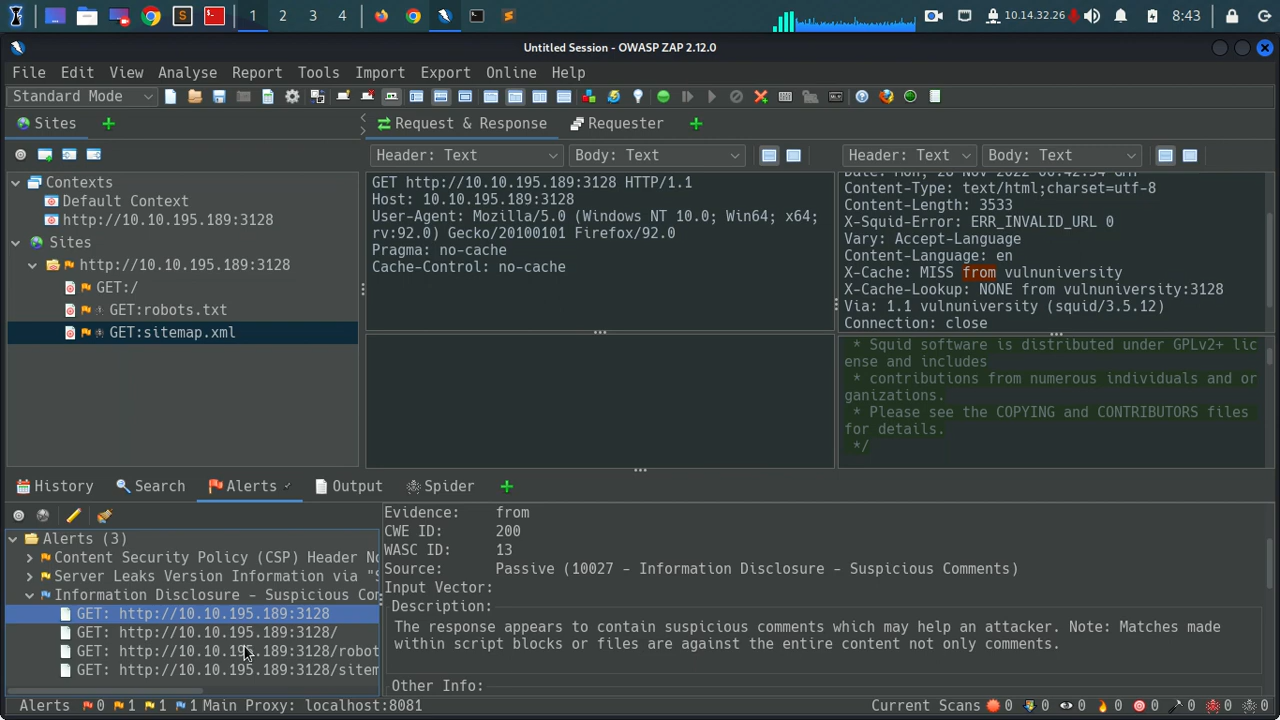 1 2 3 4 10.14.32.26 8:43
Untitled Session - OWASP ZAP 2.12.0
File Edit View Analyse Report Tools Import Export Online Help
Standard Mode
Sites
Request & Response Requester
Header: Text Body: Text Header: Text Body: Text
Contexts
Default Context
http://10.10.195.189:3128
Sites
http://10.10.195.189:3128
GET:/
GET:robots.txt
GET:sitemap.xml
GET http://10.10.195.189:3128 HTTP/1.1
Host: 10.10.195.189:3128
User-Agent: Mozilla/5.0 (Windows NT 10.0; Win64; x64;
rv:92.0) Gecko/20100101 Firefox/92.0
Pragma: no-cache
Cache-Control: no-cache
Content-Type: text/html;charset=utf-8
Content-Length: 3533
X-Squid-Error: ERR_INVALID_URL 0
Vary: Accept-Language
Content-Language: en
X-Cache: MISS from vulnuniversity
X-Cache-Lookup: NONE from vulnuniversity:3128
Via: 1.1 vulnuniversity (squid/3.5.12)
Connection: close
* Squid software is distributed under GPLv2+ lic
ense and includes
* contributions from numerous individuals and or
ganizations.
* Please see the COPYING and CONTRIBUTORS files
for details.
*/
History Search Alerts Output Spider
Alerts (3)
Content Security Policy (CSP) Header No
Server Leaks Version Information via "S
Information Disclosure - Suspicious Com
GET: http://10.10.195.189:3128
GET: http://10.10.195.189:3128/
GET: http://10.10.195.189:3128/robot
GET: http://10.10.195.189:3128/sitem
Evidence: from
CWE ID: 200
WASC ID: 13
Source: Passive (10027 - Information Disclosure - Suspicious Comments)
Input Vector:
Description:
The response appears to contain suspicious comments which may help an attacker. Note: Matches made
within script blocks or files are against the entire content not only comments.
Other Info:
Alerts 0 1 1 1 Main Proxy: localhost:8081 Current Scans 0 0 0 0 0 0 0 0